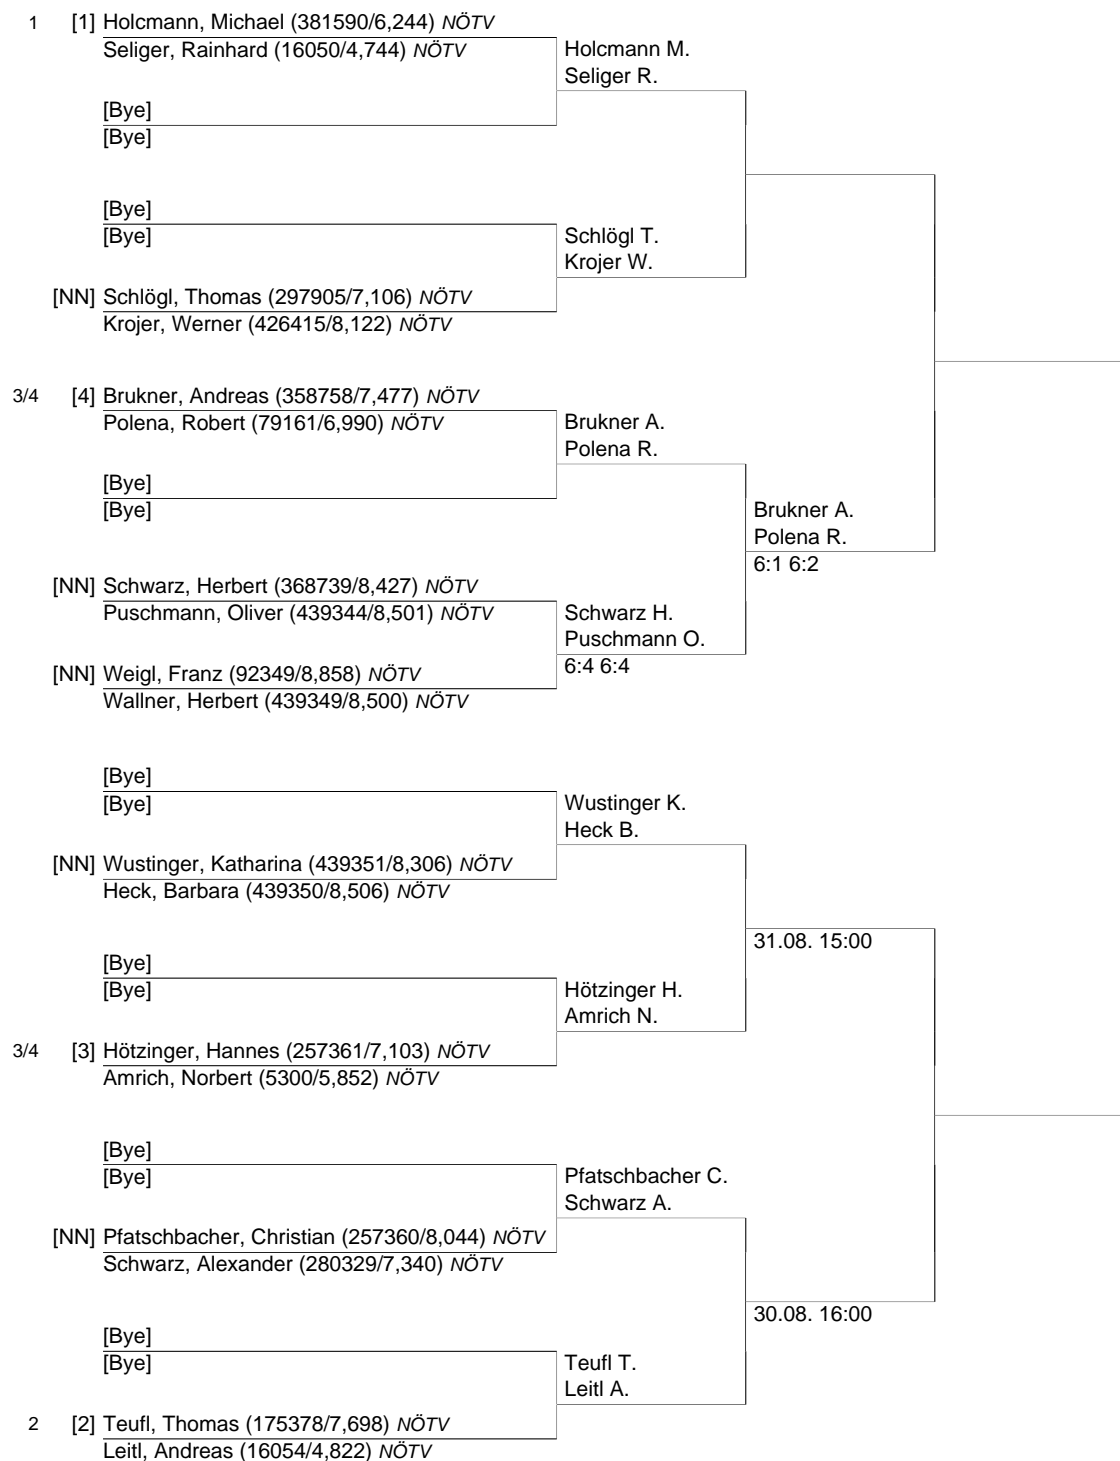 1 [1] Holcmann, Michael (381590/6,244) NÖTV
Seliger, Rainhard (16050/4,744) NÖTV
Holcmann M.
Seliger R.
[Bye]
[Bye]
[Bye]
[Bye]
Schlögl T.
Krojer W.
[NN] Schlögl, Thomas (297905/7,106) NÖTV
Krojer, Werner (426415/8,122) NÖTV
3/4 [4] Brukner, Andreas (358758/7,477) NÖTV
Polena, Robert (79161/6,990) NÖTV
Brukner A.
Polena R.
[Bye]
[Bye]
Brukner A.
Polena R.
6:1 6:2
[NN] Schwarz, Herbert (368739/8,427) NÖTV
Puschmann, Oliver (439344/8,501) NÖTV
Schwarz H.
Puschmann O.
6:4 6:4
[NN] Weigl, Franz (92349/8,858) NÖTV
Wallner, Herbert (439349/8,500) NÖTV
[Bye]
[Bye]
Wustinger K.
Heck B.
[NN] Wustinger, Katharina (439351/8,306) NÖTV
Heck, Barbara (439350/8,506) NÖTV
31.08. 15:00
[Bye]
[Bye]
Hötzinger H.
Amrich N.
3/4 [3] Hötzinger, Hannes (257361/7,103) NÖTV
Amrich, Norbert (5300/5,852) NÖTV
[Bye]
[Bye]
Pfatschbacher C.
Schwarz A.
[NN] Pfatschbacher, Christian (257360/8,044) NÖTV
Schwarz, Alexander (280329/7,340) NÖTV
30.08. 16:00
[Bye]
[Bye]
Teufl T.
Leitl A.
2 [2] Teufl, Thomas (175378/7,698) NÖTV
Leitl, Andreas (16054/4,822) NÖTV